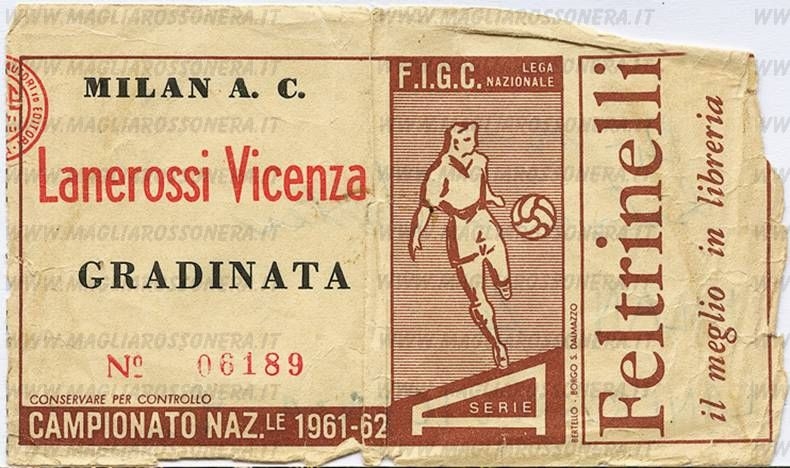 MILAN A. C.
Lanerossi Vicenza
GRADINATA
Nº 06189
CONSERVARE PER CONTROLLO
CAMPIONATO NAZ.LE 1961-62
F.I.G.C. LEGA NAZIONALE
SERIE A
BERTELLO - BORGO S. DALMAZZO
Feltrinelli
il meglio in libreria
WWW.MAGLIAROSSONERA.IT